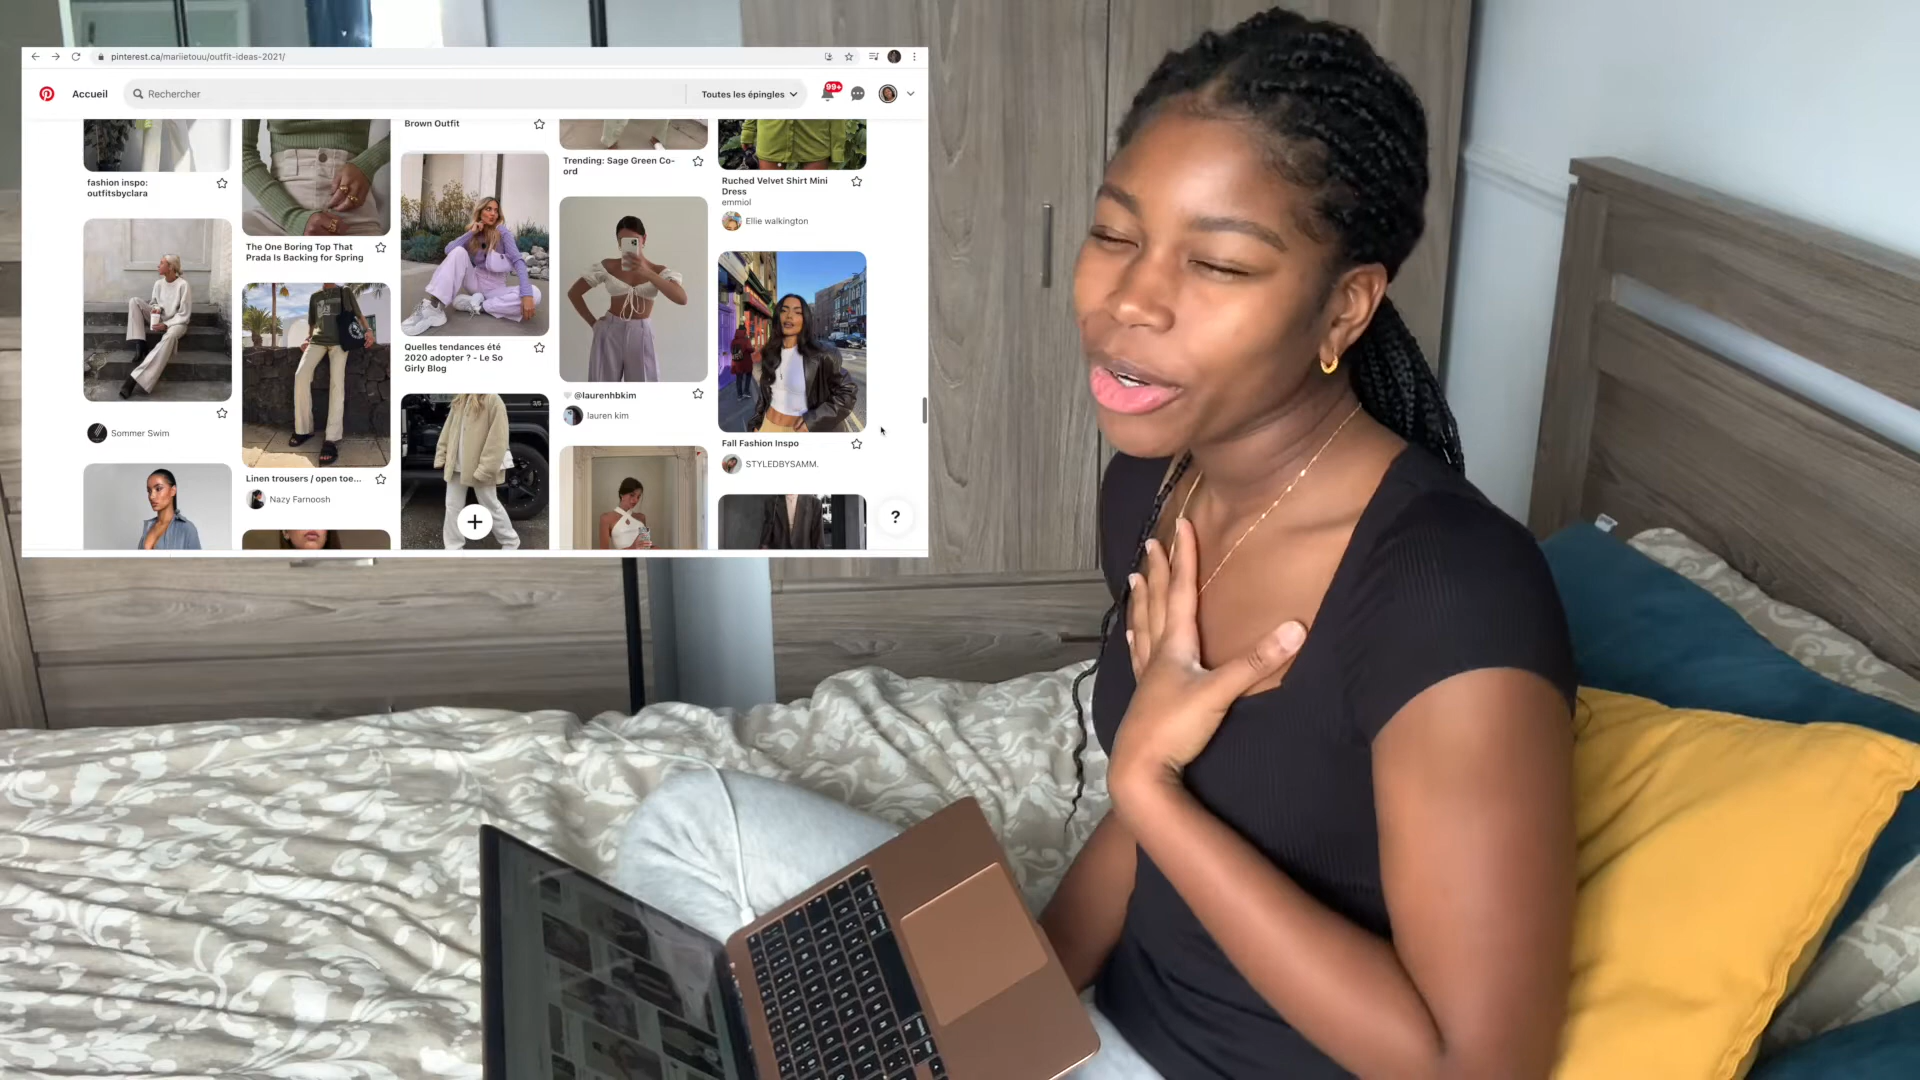 pinterest.ca/mariietouu/outfit-ideas-2021/
Accueil
Rechercher
Toutes les épingles
99+
fashion inspo:
outfitsbyclara
Sommer Swim
The One Boring Top That
Prada Is Backing for Spring
Linen trousers / open toe...
Nazy Farnoosh
Brown Outfit
Quelles tendances été
2020 adopter ? - Le So
Girly Blog
2/5
+
Trending: Sage Green Co-
ord
@laurenhbkim
lauren kim
Ruched Velvet Shirt Mini
Dress
emmiol
Ellie walkington
Fall Fashion Inspo
STYLEDBYSAMM.
?